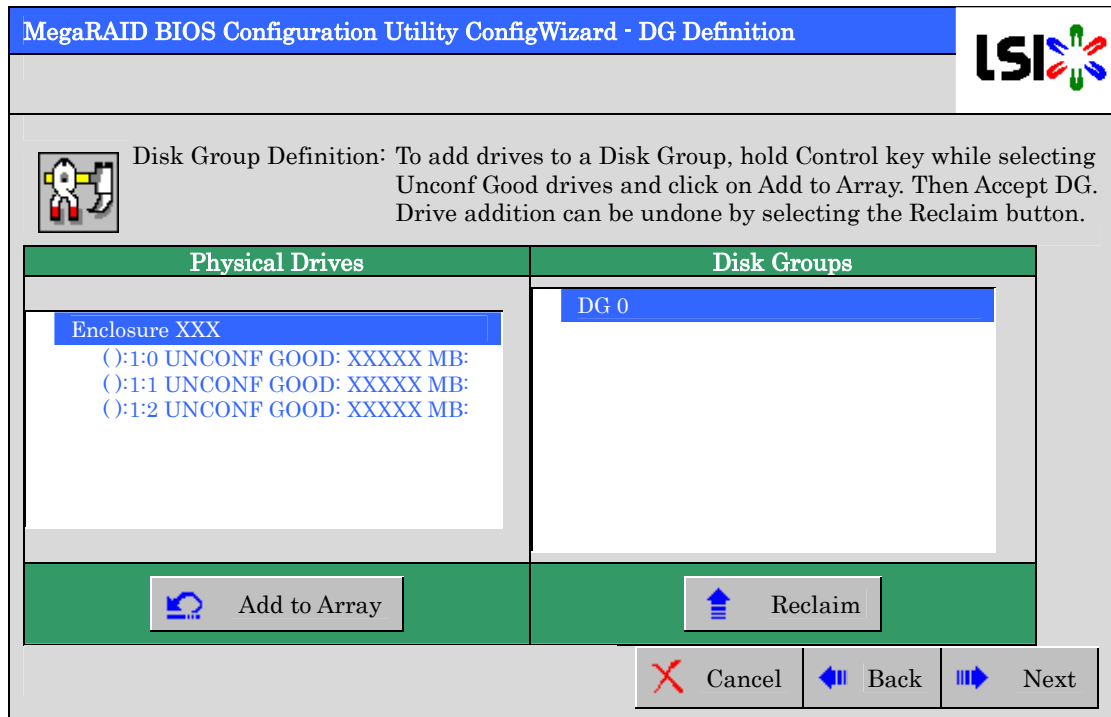 MegaRAID BIOS Configuration Utility ConfigWizard - DG Definition
LSI
Disk Group Definition: To add drives to a Disk Group, hold Control key while selecting
Unconf Good drives and click on Add to Array. Then Accept DG.
Drive addition can be undone by selecting the Reclaim button.
Physical Drives
Enclosure XXX
( ):1:0 UNCONF GOOD: XXXXX MB:
( ):1:1 UNCONF GOOD: XXXXX MB:
( ):1:2 UNCONF GOOD: XXXXX MB:
Add to Array
Disk Groups
DG 0
Reclaim
Cancel
Back
Next